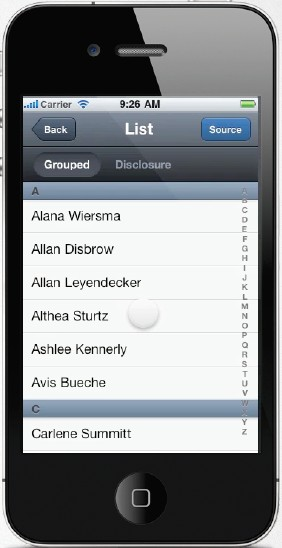 Carrier 9:26 AM
Back List Source
Grouped Disclosure
A
Alana Wiersma
Allan Disbrow
Allan Leyendecker
Althea Sturtz
Ashlee Kennerly
Avis Bueche
C
Carlene Summitt
A
B
C
D
E
F
G
H
I
J
K
L
M
N
O
P
Q
R
S
T
U
V
W
X
Y
Z